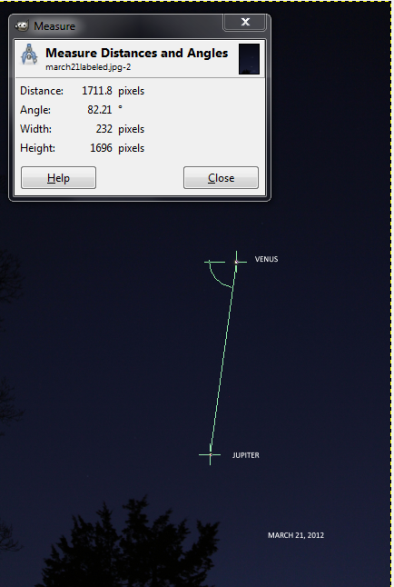 Measure
x
Measure Distances and Angles
march21labeled.jpg-2
Distance: 1711.8 pixels
Angle: 82.21 °
Width: 232 pixels
Height: 1696 pixels
Help Close
VENUS
JUPITER
MARCH 21, 2012